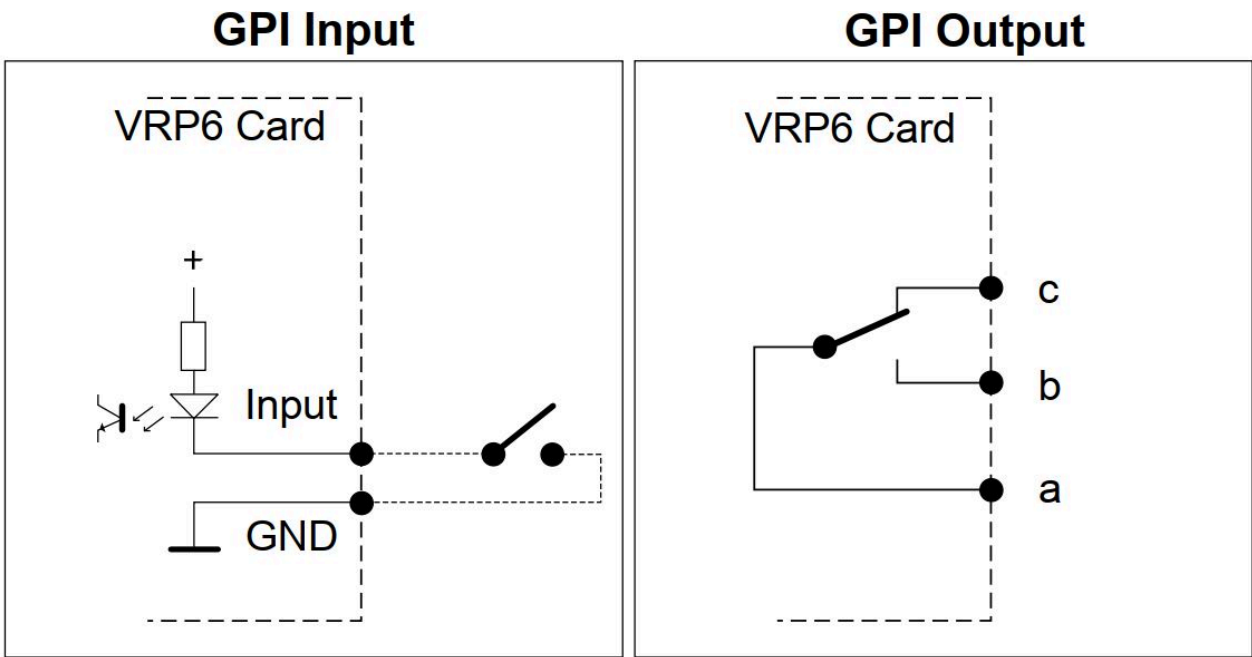 GPI Input
VRP6 Card
+
Input
GND
GPI Output
VRP6 Card
c
b
a